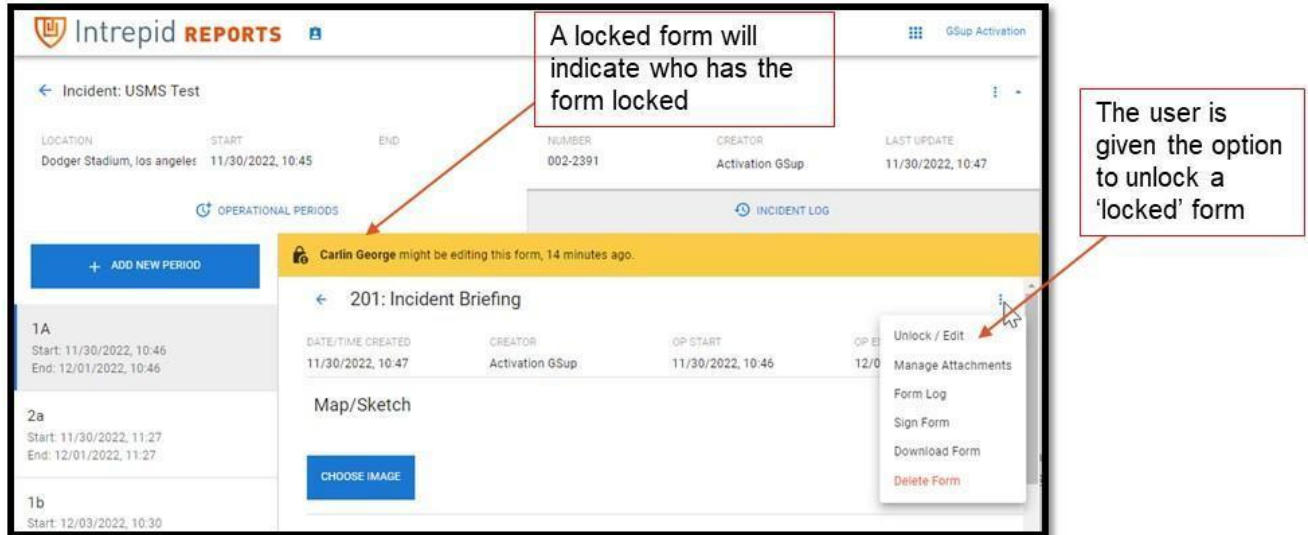 Intrepid REPORTS
GSup Activation
A locked form will
indicate who has the
form locked
The user is
given the option
to unlock a
‘locked’ form
Incident: USMS Test
LOCATION START END NUMBER CREATOR LAST UPDATE
Dodger Stadium, los angeles 11/30/2022, 10:45 002-2391 Activation GSup 11/30/2022, 10:47
OPERATIONAL PERIODS INCIDENT LOG
+ ADD NEW PERIOD
Carlin George might be editing this form, 14 minutes ago.
201: Incident Briefing
1A
Start: 11/30/2022, 10:46
End: 12/01/2022, 10:46
2a
Start: 11/30/2022, 11:27
End: 12/01/2022, 11:27
1b
Start: 12/03/2022, 10:30
DATE/TIME CREATED CREATOR OP START OP E
11/30/2022, 10:47 Activation GSup 11/30/2022, 10:46 12/0
Map/Sketch
CHOOSE IMAGE
Unlock / Edit
Manage Attachments
Form Log
Sign Form
Download Form
Delete Form